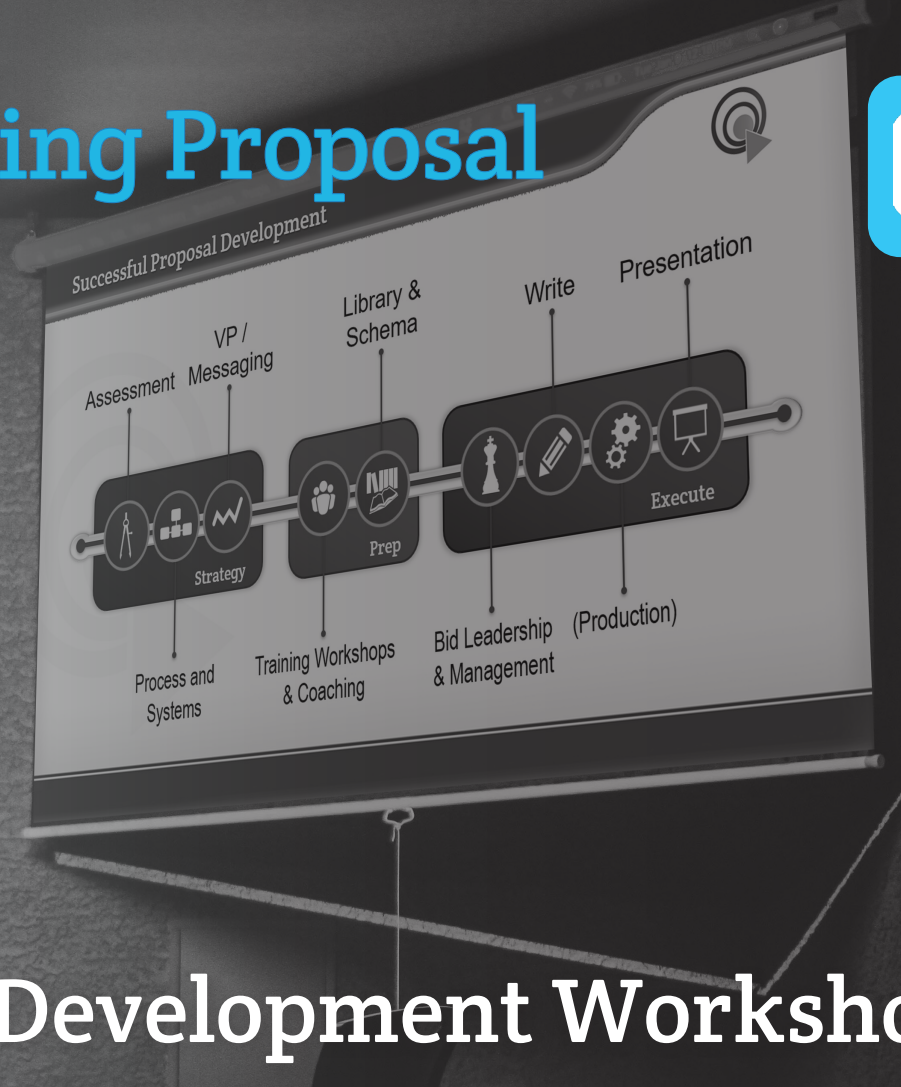 ing Proposal
Successful Proposal Development
Assessment
VP /
Messaging
Library &
Schema
Write
Presentation
Strategy
Prep
Execute
Process and
Systems
Training Workshops
& Coaching
Bid Leadership
& Management
(Production)
Development Worksho